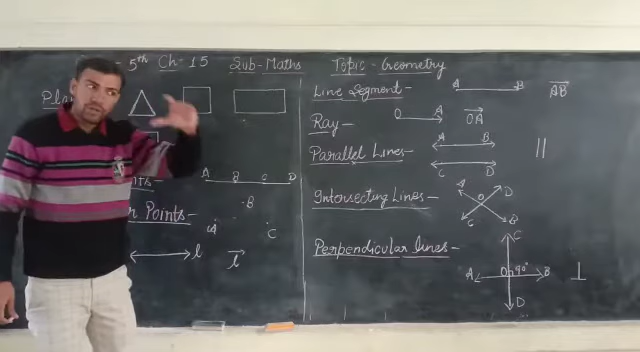 5th Ch-15 Sub-Maths Topic-Geometry
A B C D
B
Points
A C
l l
Line Segment- A B AB
Ray- O A OA
Parallel Lines- A B ||
C D
Intersecting Lines- A D
O
C B
Perpendicular lines- C
A O 90° B ⊥
D